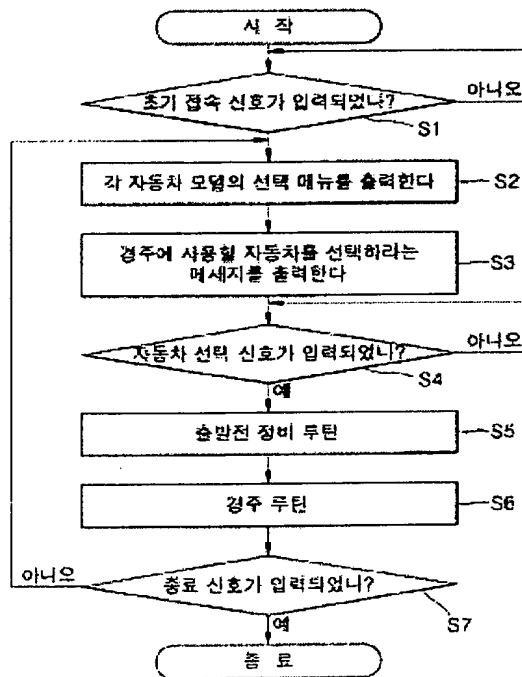 시 작
초기 접속 신호가 입력되었나?
아니오
S1
각 자동차 모델의 선택 메뉴를 출력한다
S2
경주에 사용할 자동차를 선택하라는
메세지를 출력한다
S3
자동차 선택 신호가 입력되었나?
아니오
S4
예
출발전 정비 루틴
S5
경주 루틴
S6
아니오
종료 신호가 입력되었나?
S7
예
종 료